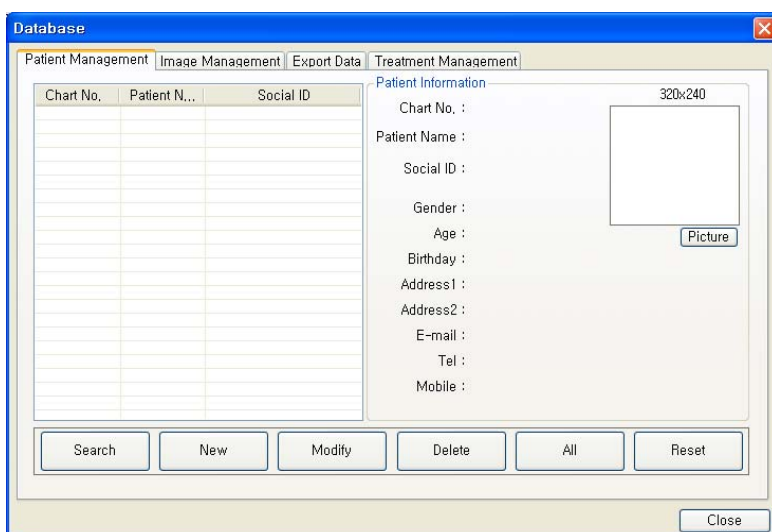 Database
Patient Management Image Management Export Data Treatment Management
Chart No. Patient N... Social ID
Patient Information
320x240
Chart No. :
Patient Name :
Social ID :
Gender :
Age :
Picture
Birthday :
Address1 :
Address2 :
E-mail :
Tel :
Mobile :
Search New Modify Delete All Reset
Close